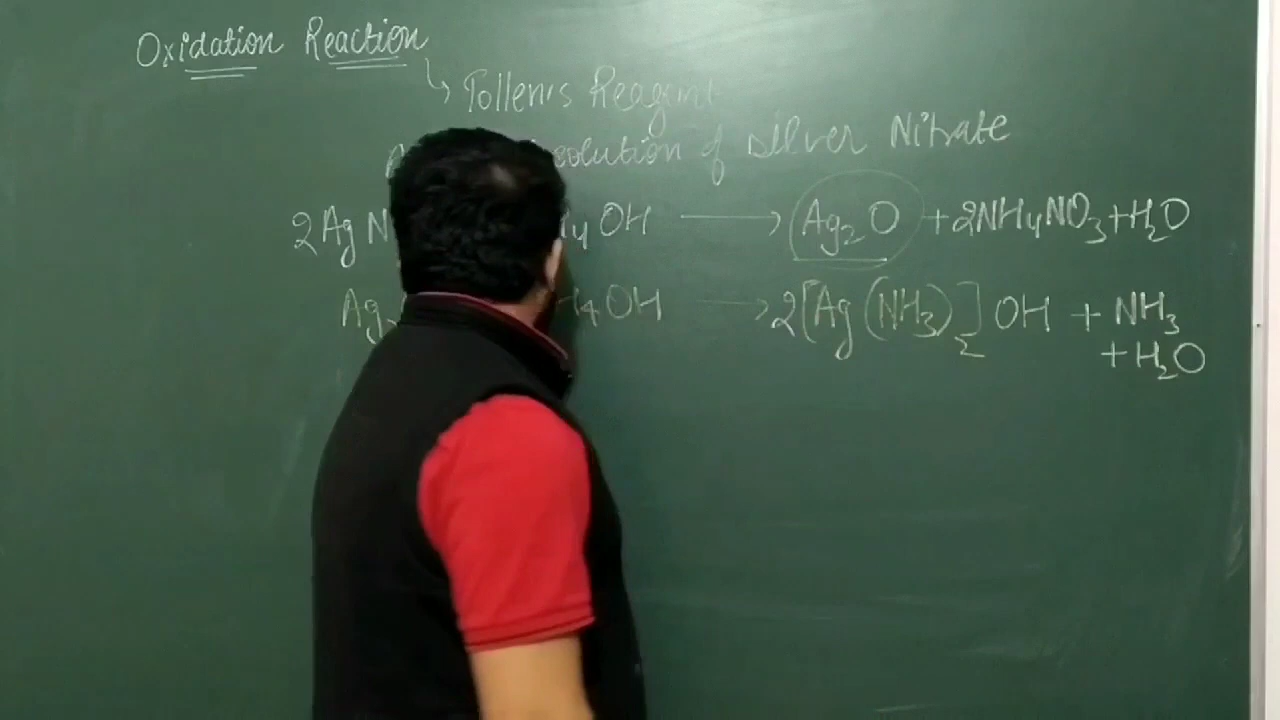 Oxidation Reaction
↳ Tollen's Reagent
solution of silver Nitrate
2Ag N OH ⟶ Ag₂O + 2NH₄NO₃ + H₂O
Ag ₄OH ⟶ 2[Ag(NH₃)]₂ OH + NH₃
+ H₂O